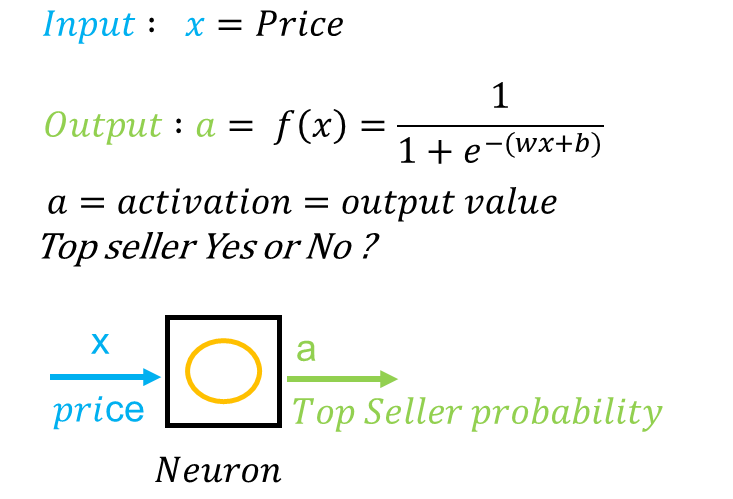 Input : x = Price
Output : a = f(x) = 1 / (1 + e^−(wx+b))
a = activation = output value
Top seller Yes or No ?
x
a
price
Top Seller probability
Neuron